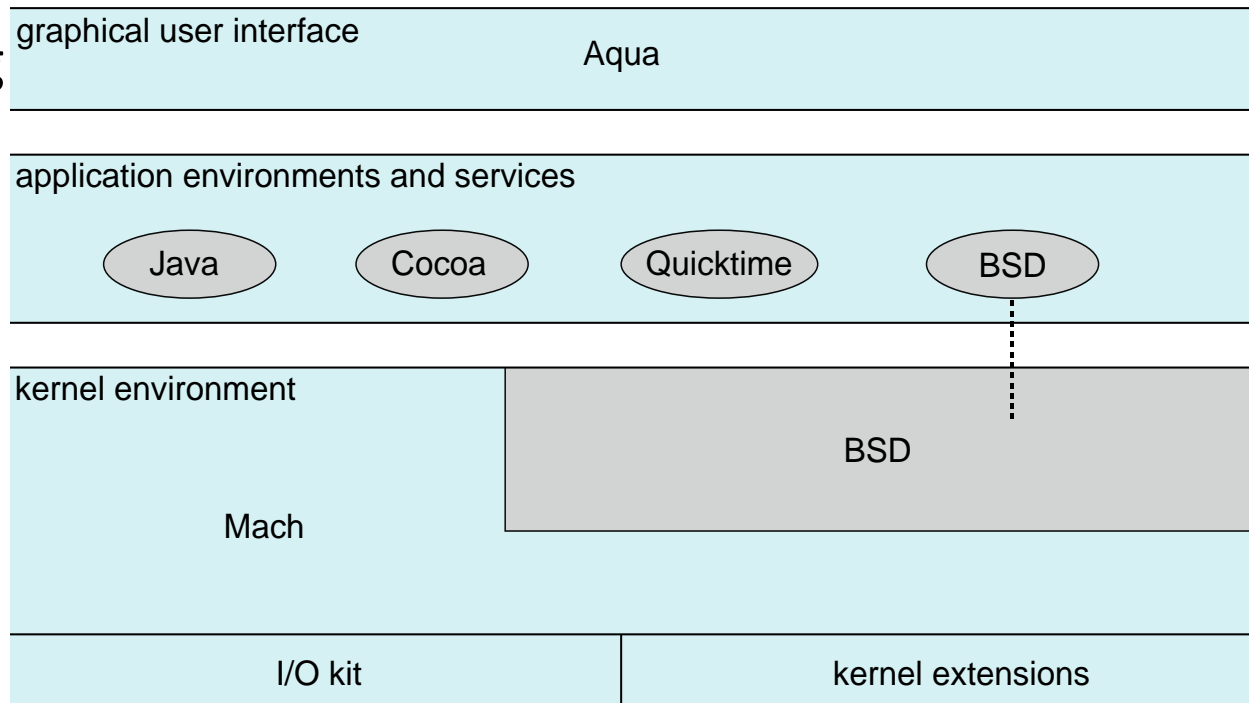 graphical user interface
Aqua
application environments and services
Java
Cocoa
Quicktime
BSD
kernel environment
BSD
Mach
I/O kit
kernel extensions